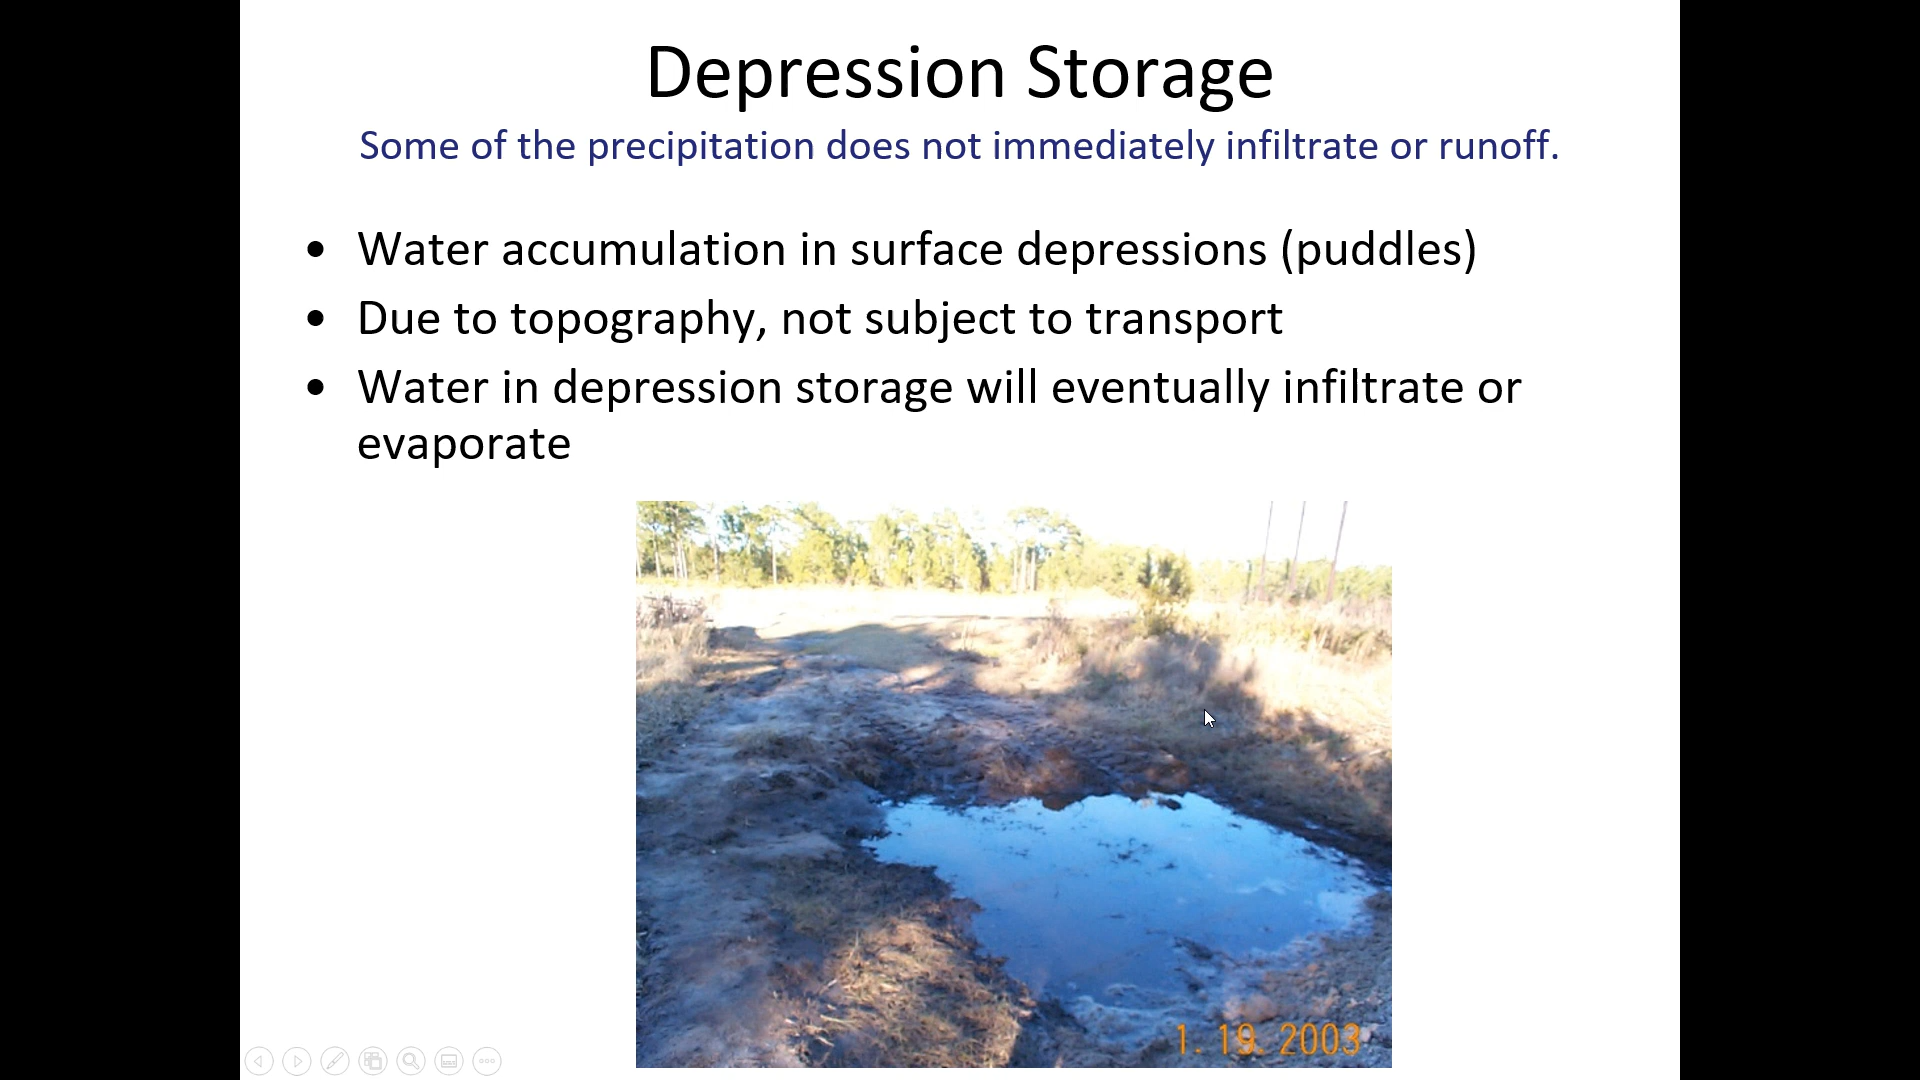 Depression Storage
Some of the precipitation does not immediately infiltrate or runoff.
• Water accumulation in surface depressions (puddles)
• Due to topography, not subject to transport
• Water in depression storage will eventually infiltrate or
evaporate
1. 19. 2003